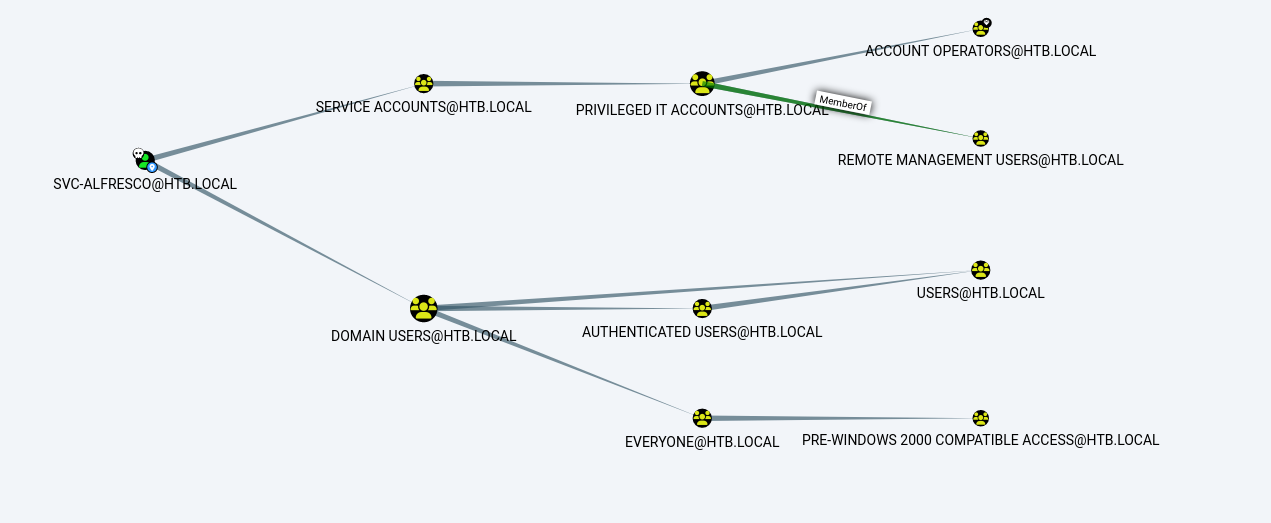 ACCOUNT OPERATORS@HTB.LOCAL
SERVICE ACCOUNTS@HTB.LOCAL
PRIVILEGED IT ACCOUNTS@HTB.LOCAL
MemberOf
REMOTE MANAGEMENT USERS@HTB.LOCAL
SVC-ALFRESCO@HTB.LOCAL
USERS@HTB.LOCAL
DOMAIN USERS@HTB.LOCAL
AUTHENTICATED USERS@HTB.LOCAL
EVERYONE@HTB.LOCAL
PRE-WINDOWS 2000 COMPATIBLE ACCESS@HTB.LOCAL